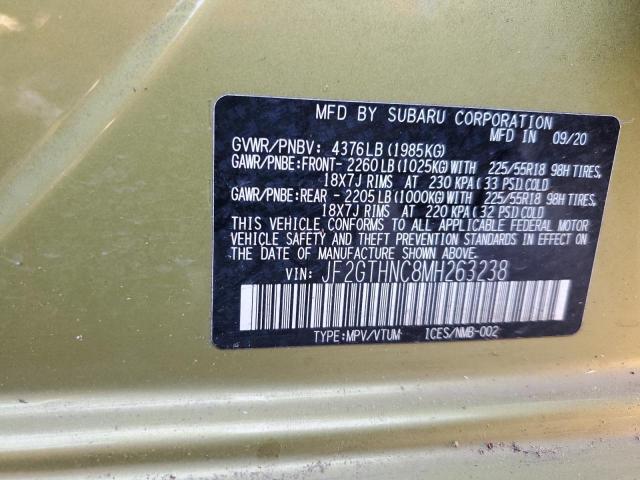 MFD BY SUBARU CORPORATION
MFD IN 09/20
GVWR/PNBV: 4376LB(1985KG)
GAWR/PNBE:FRONT-2260LB(1025KG)WITH 225/55R18 98H TIRES,
18X7J RIMS AT 230 KPA(33 PSI)COLD
GAWR/PNBE:REAR -2205LB(1000KG)WITH 225/55R18 98H TIRES,
18X7J RIMS AT 220 KPA(32 PSI)COLD
THIS VEHICLE CONFORMS TO ALL APPLICABLE FEDERAL MOTOR
VEHICLE SAFETY AND THEFT PREVENTION STANDARDS IN EFFECT
ON THE DATE OF MANUFACTURE SHOWN ABOVE.
VIN: JF2GTHNC8MH263238
TYPE:MPV/VTUM ICES/NMB-002